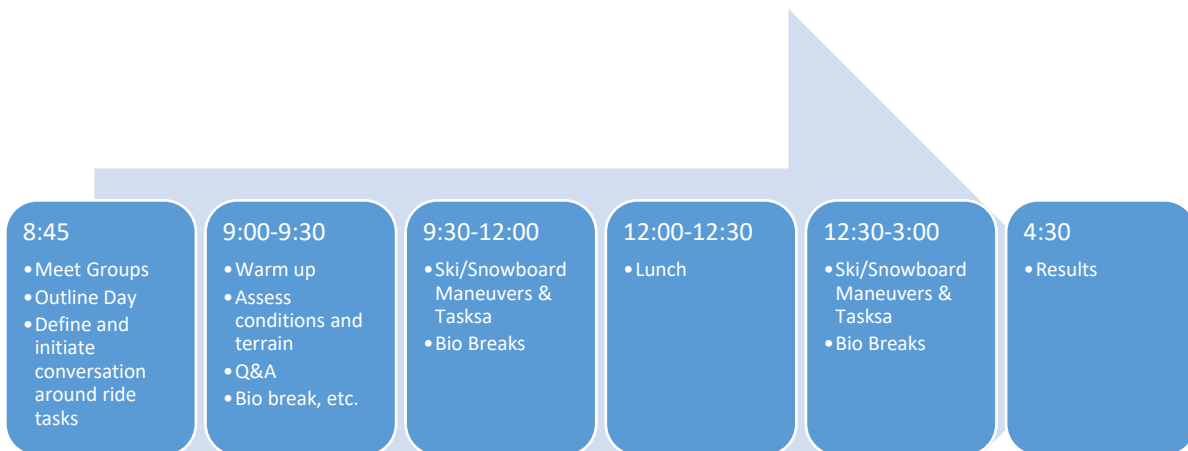 8:45
•Meet Groups
•Outline Day
•Define and
initiate
conversation
around ride
tasks
9:00-9:30
•Warm up
•Assess
conditions and
terrain
•Q&A
•Bio break, etc.
9:30-12:00
•Ski/Snowboard
Maneuvers &
Tasksa
•Bio Breaks
12:00-12:30
•Lunch
12:30-3:00
•Ski/Snowboard
Maneuvers &
Tasksa
•Bio Breaks
4:30
•Results